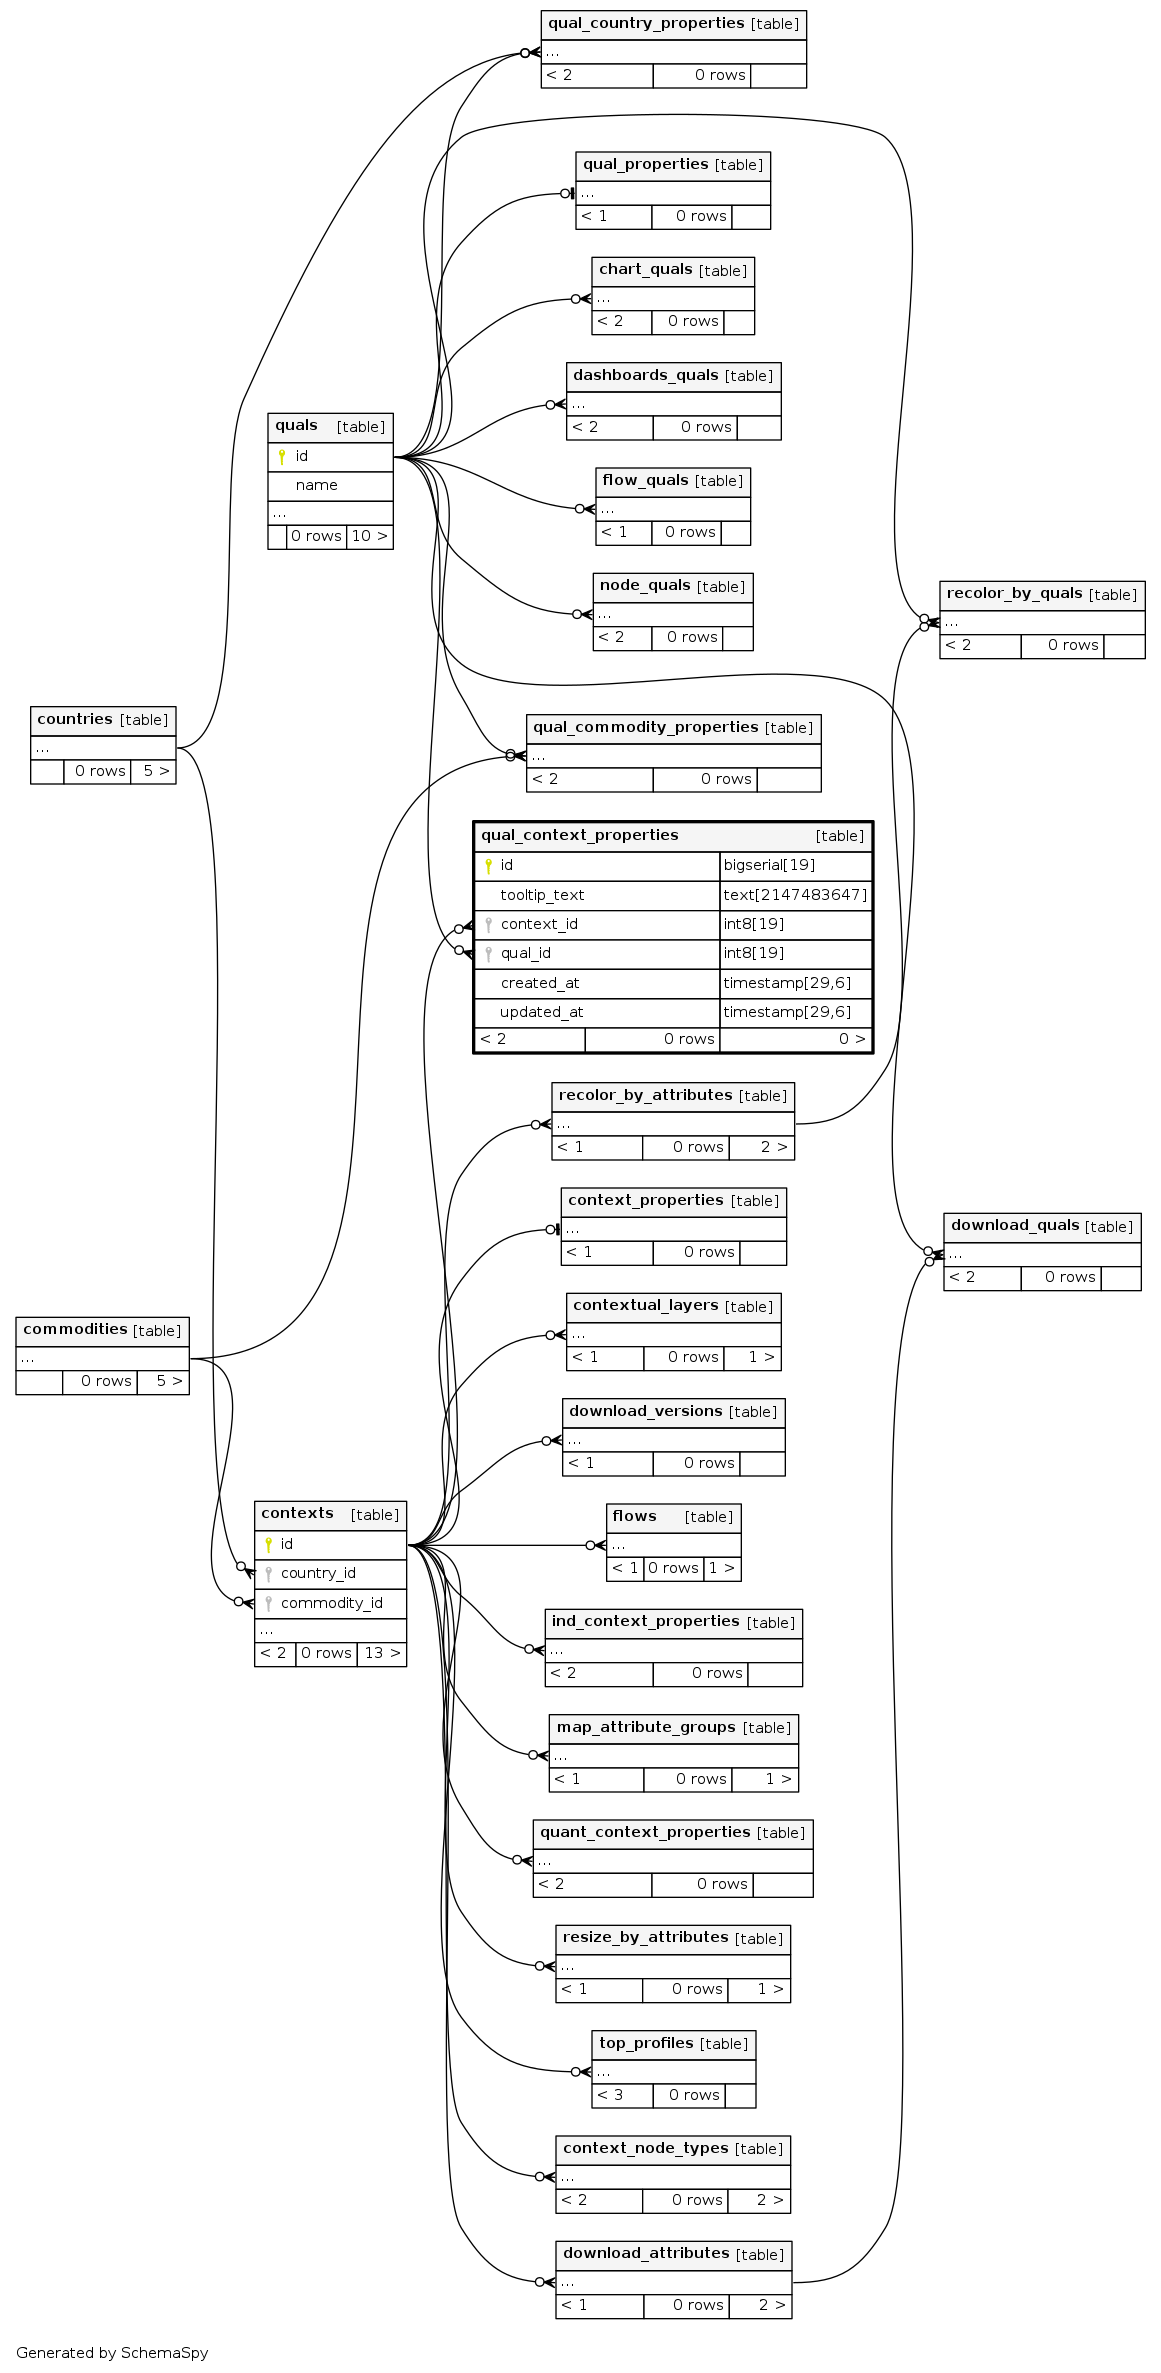 qual_country_properties [table]
...
< 2 0 rows
qual_properties [table]
...
< 1 0 rows
chart_quals [table]
...
< 2 0 rows
dashboards_quals [table]
...
< 2 0 rows
quals [table]
id
name
...
0 rows 10 >
flow_quals [table]
...
< 1 0 rows
node_quals [table]
...
< 2 0 rows
recolor_by_quals [table]
...
< 2 0 rows
countries [table]
...
0 rows 5 >
qual_commodity_properties [table]
...
< 2 0 rows
qual_context_properties [table]
id bigserial[19]
tooltip_text text[2147483647]
context_id int8[19]
qual_id int8[19]
created_at timestamp[29,6]
updated_at timestamp[29,6]
< 2 0 rows 0 >
recolor_by_attributes [table]
...
< 1 0 rows 2 >
context_properties [table]
...
< 1 0 rows
download_quals [table]
...
< 2 0 rows
contextual_layers [table]
...
< 1 0 rows 1 >
commodities [table]
...
0 rows 5 >
download_versions [table]
...
< 1 0 rows
contexts [table]
id
country_id
commodity_id
...
< 2 0 rows 13 >
flows [table]
...
< 1 0 rows 1 >
ind_context_properties [table]
...
< 2 0 rows
map_attribute_groups [table]
...
< 1 0 rows 1 >
quant_context_properties [table]
...
< 2 0 rows
resize_by_attributes [table]
...
< 1 0 rows 1 >
top_profiles [table]
...
< 3 0 rows
context_node_types [table]
...
< 2 0 rows 2 >
download_attributes [table]
...
< 1 0 rows 2 >
Generated by SchemaSpy